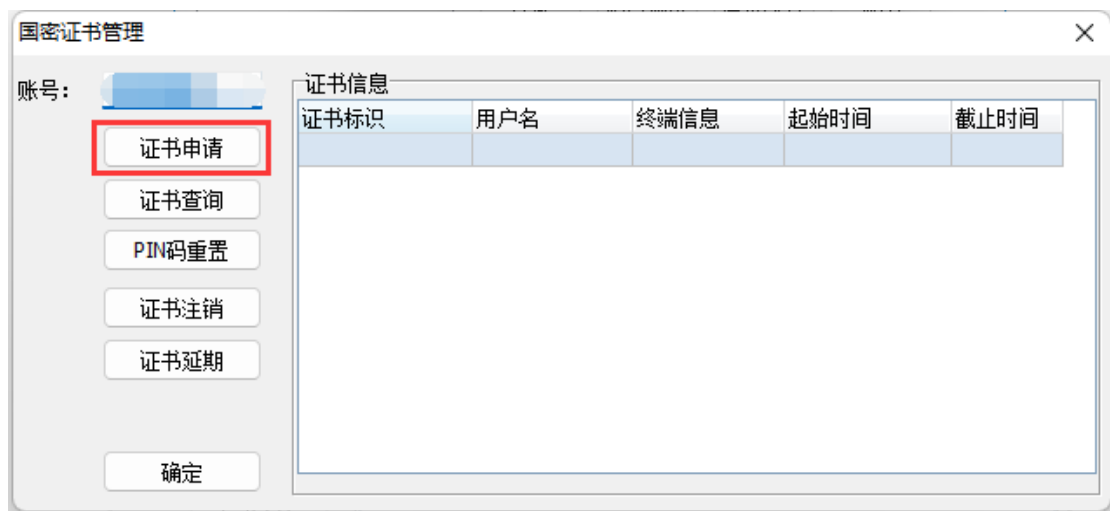 国密证书管理
账号：
证书申请
证书查询
PIN码重置
证书注销
证书延期
确定
证书信息
证书标识 用户名 终端信息 起始时间 截止时间